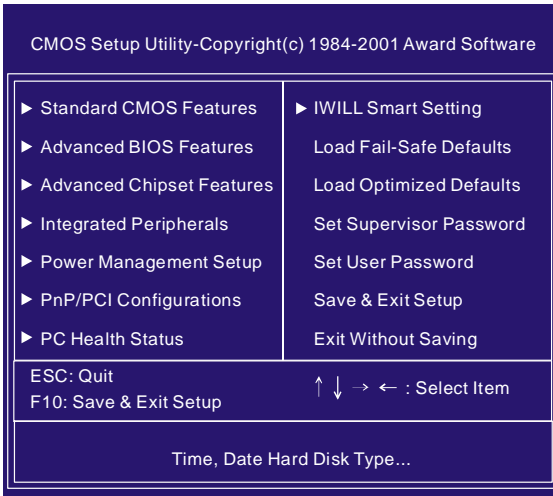 CMOS Setup Utility-Copyright(c) 1984-2001 Award Software
▶ Standard CMOS Features
▶ Advanced BIOS Features
▶ Advanced Chipset Features
▶ Integrated Peripherals
▶ Power Management Setup
▶ PnP/PCI Configurations
▶ PC Health Status
▶ IWILL Smart Setting
Load Fail-Safe Defaults
Load Optimized Defaults
Set Supervisor Password
Set User Password
Save & Exit Setup
Exit Without Saving
ESC: Quit
F10: Save & Exit Setup
↑ ↓ → ← : Select Item
Time, Date Hard Disk Type...